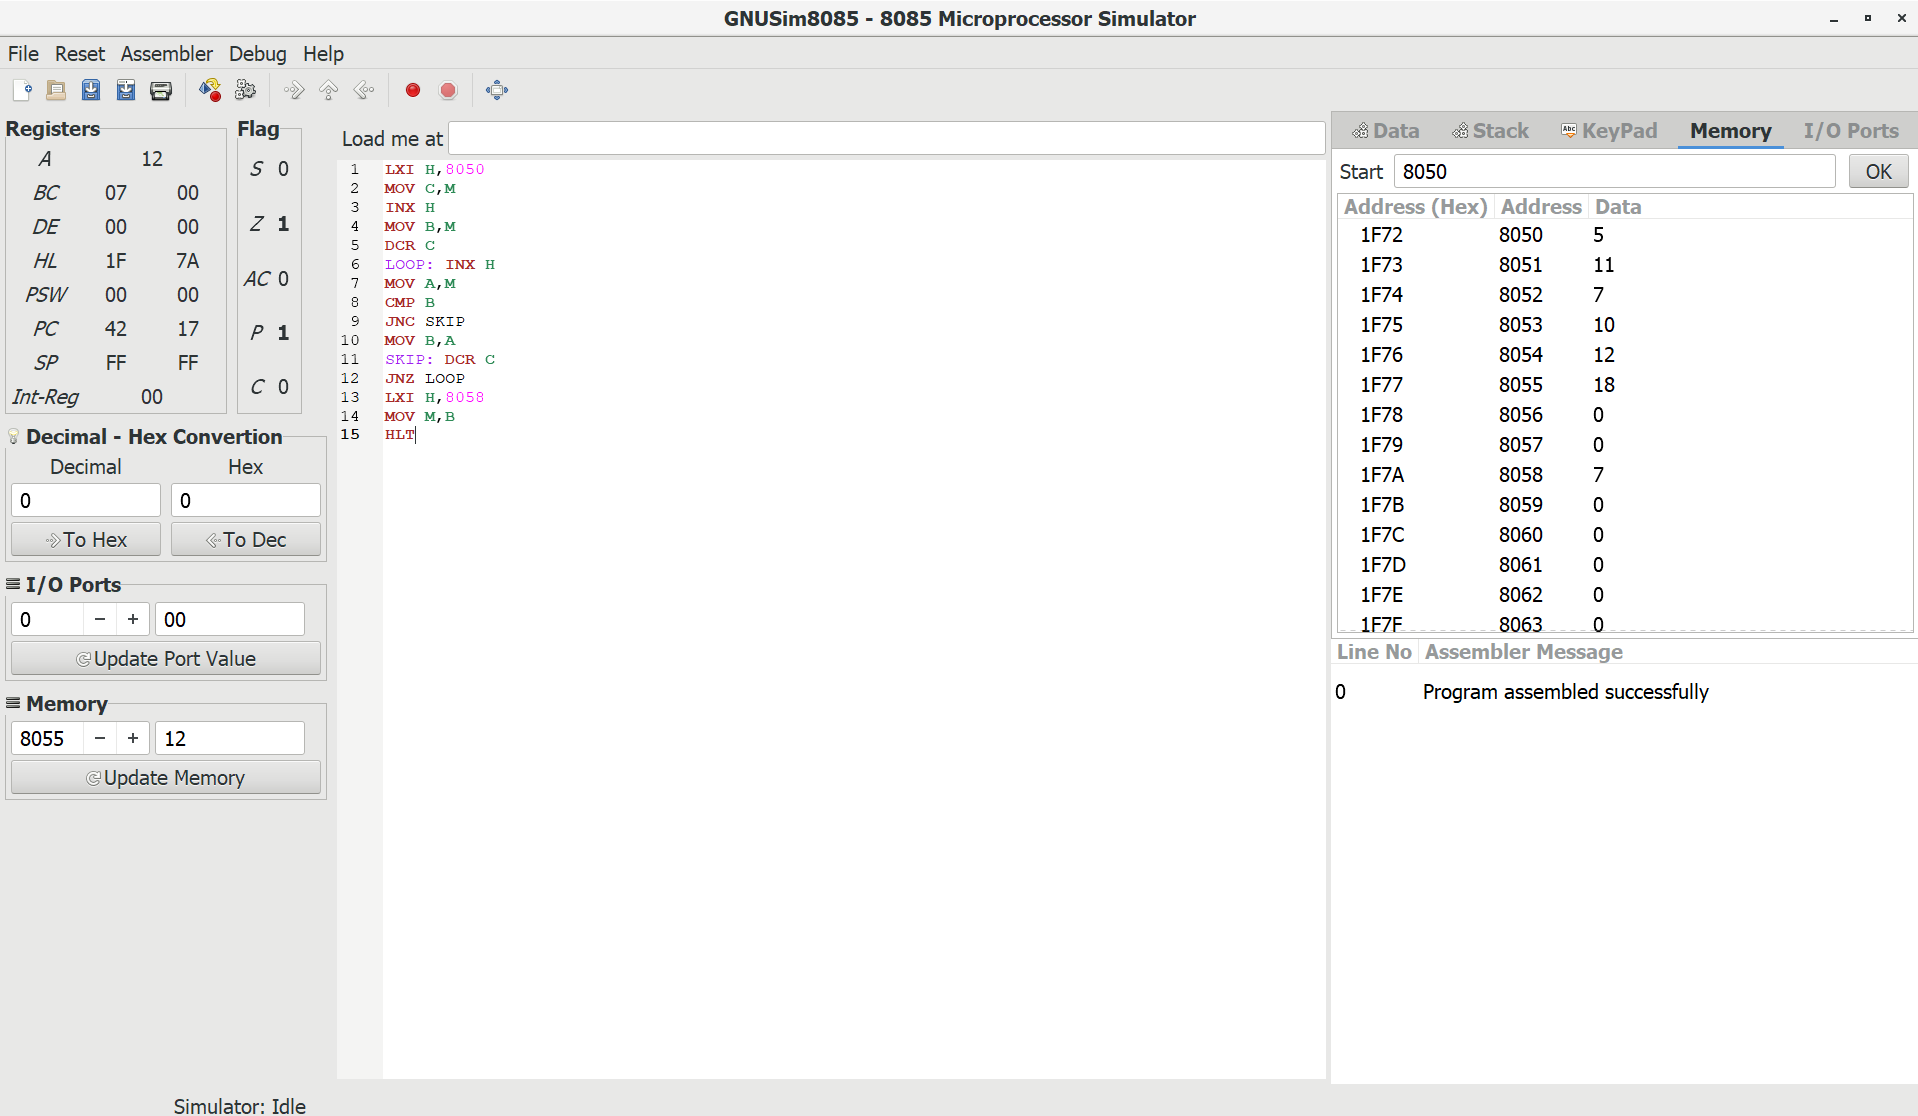 GNUSim8085 - 8085 Microprocessor Simulator
File Reset Assembler Debug Help
Registers
A 12
BC 07 00
DE 00 00
HL 1F 7A
PSW 00 00
PC 42 17
SP FF FF
Int-Reg 00
Flag
S 0
Z 1
AC 0
P 1
C 0
Decimal - Hex Convertion
Decimal Hex
0 0
To Hex To Dec
I/O Ports
0 − + 00
Update Port Value
Memory
8055 − + 12
Update Memory
Load me at
1 LXI H,8050
2 MOV C,M
3 INX H
4 MOV B,M
5 DCR C
6 LOOP: INX H
7 MOV A,M
8 CMP B
9 JNC SKIP
10 MOV B,A
11 SKIP: DCR C
12 JNZ LOOP
13 LXI H,8058
14 MOV M,B
15 HLT
Data Stack Abc KeyPad Memory I/O Ports
Start 8050 OK
Address (Hex) Address Data
1F72 8050 5
1F73 8051 11
1F74 8052 7
1F75 8053 10
1F76 8054 12
1F77 8055 18
1F78 8056 0
1F79 8057 0
1F7A 8058 7
1F7B 8059 0
1F7C 8060 0
1F7D 8061 0
1F7E 8062 0
1F7F 8063 0
Line No Assembler Message
0 Program assembled successfully
Simulator: Idle